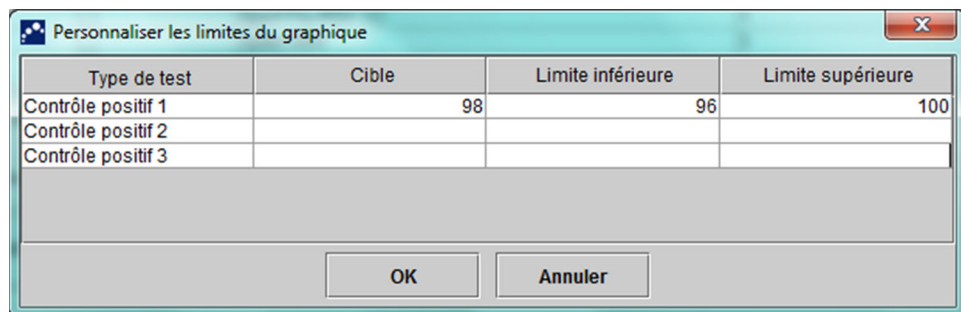 Personnaliser les limites du graphique
Type de test Cible Limite inférieure Limite supérieure
Contrôle positif 1 98 96 100
Contrôle positif 2
Contrôle positif 3
OK Annuler